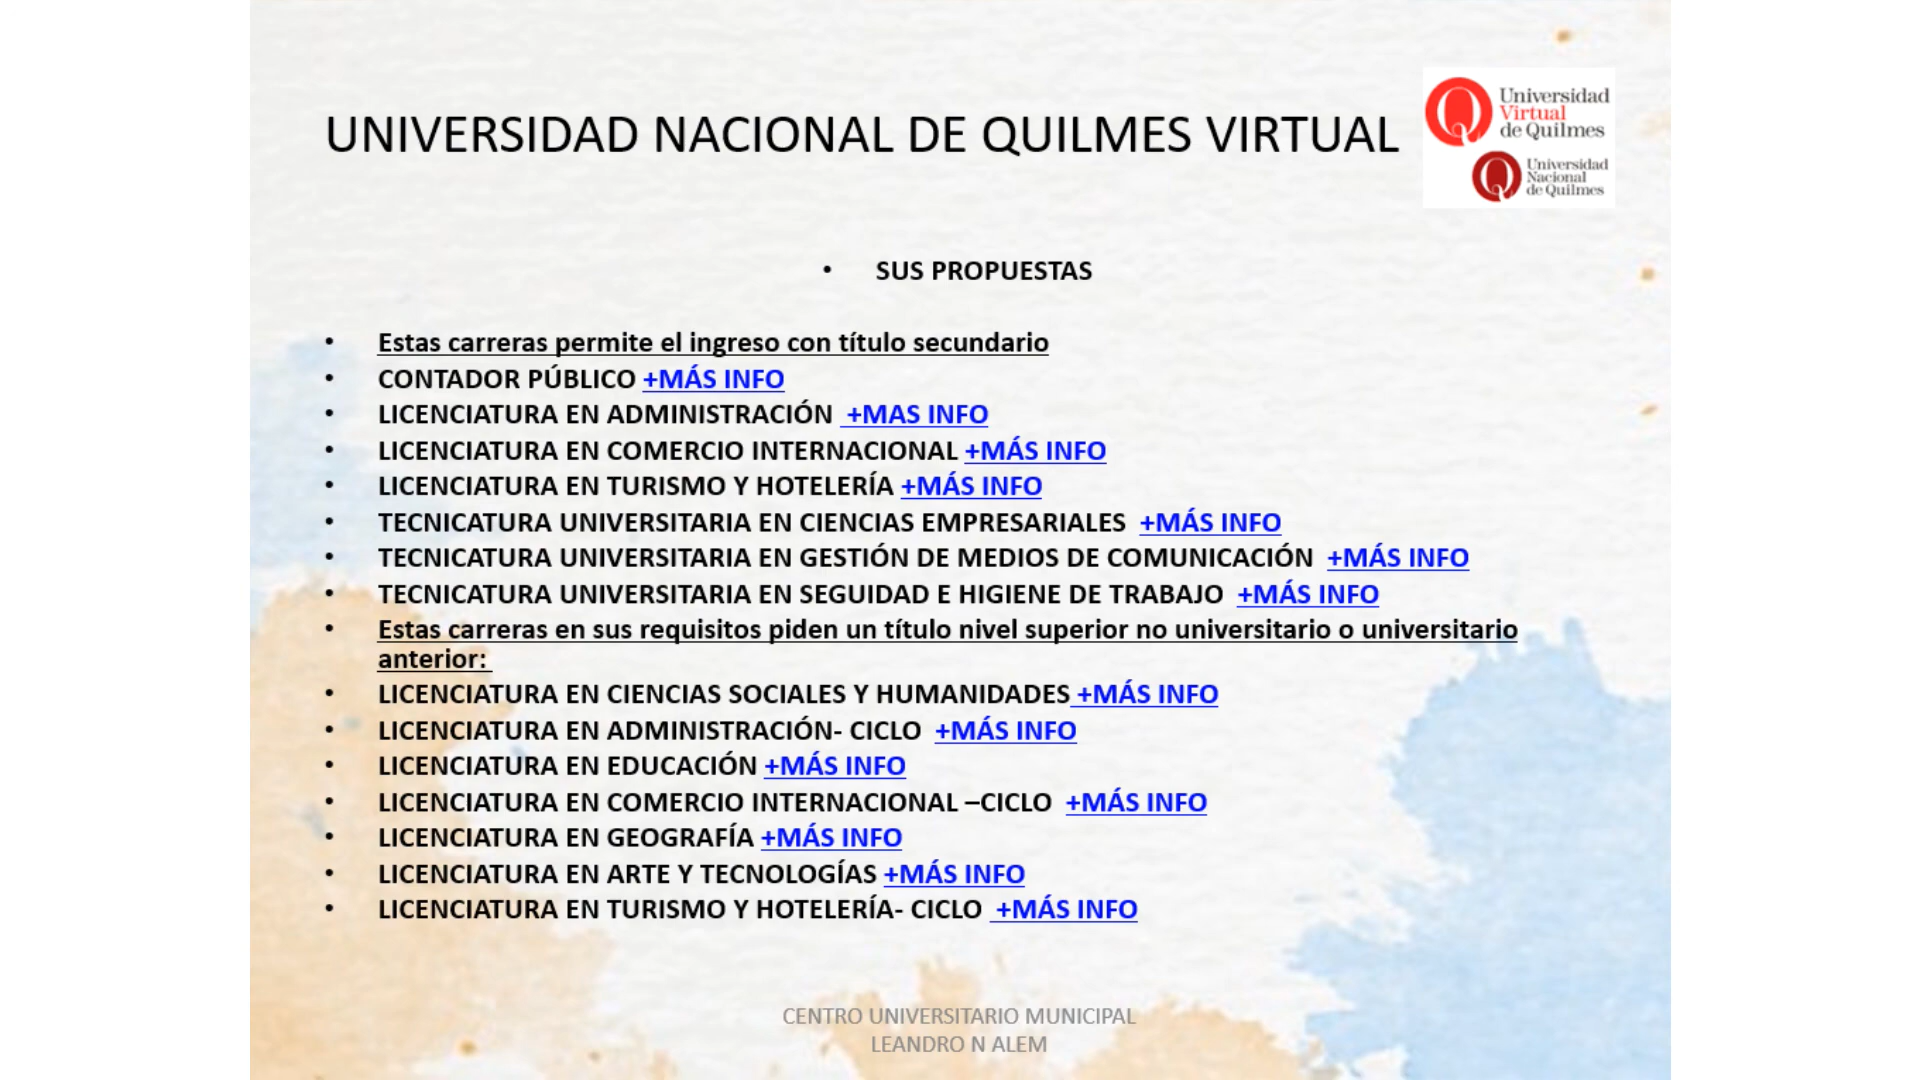 UNIVERSIDAD NACIONAL DE QUILMES VIRTUAL
Universidad
Virtual
de Quilmes
Universidad
Nacional
de Quilmes
• SUS PROPUESTAS
• Estas carreras permite el ingreso con título secundario
• CONTADOR PÚBLICO +MÁS INFO
• LICENCIATURA EN ADMINISTRACIÓN +MAS INFO
• LICENCIATURA EN COMERCIO INTERNACIONAL +MÁS INFO
• LICENCIATURA EN TURISMO Y HOTELERÍA +MÁS INFO
• TECNICATURA UNIVERSITARIA EN CIENCIAS EMPRESARIALES +MÁS INFO
• TECNICATURA UNIVERSITARIA EN GESTIÓN DE MEDIOS DE COMUNICACIÓN +MÁS INFO
• TECNICATURA UNIVERSITARIA EN SEGUIDAD E HIGIENE DE TRABAJO +MÁS INFO
• Estas carreras en sus requisitos piden un título nivel superior no universitario o universitario
anterior:
• LICENCIATURA EN CIENCIAS SOCIALES Y HUMANIDADES +MÁS INFO
• LICENCIATURA EN ADMINISTRACIÓN- CICLO +MÁS INFO
• LICENCIATURA EN EDUCACIÓN +MÁS INFO
• LICENCIATURA EN COMERCIO INTERNACIONAL –CICLO +MÁS INFO
• LICENCIATURA EN GEOGRAFÍA +MÁS INFO
• LICENCIATURA EN ARTE Y TECNOLOGÍAS +MÁS INFO
• LICENCIATURA EN TURISMO Y HOTELERÍA- CICLO +MÁS INFO
CENTRO UNIVERSITARIO MUNICIPAL
LEANDRO N ALEM